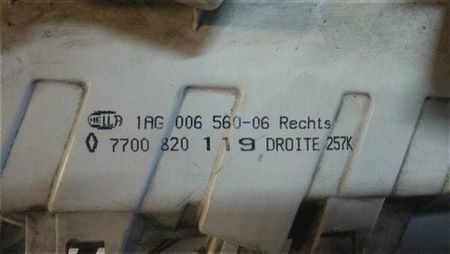 HELLA 1AG 006 560-06 Rechts
7700 820 119 DROITE 257K